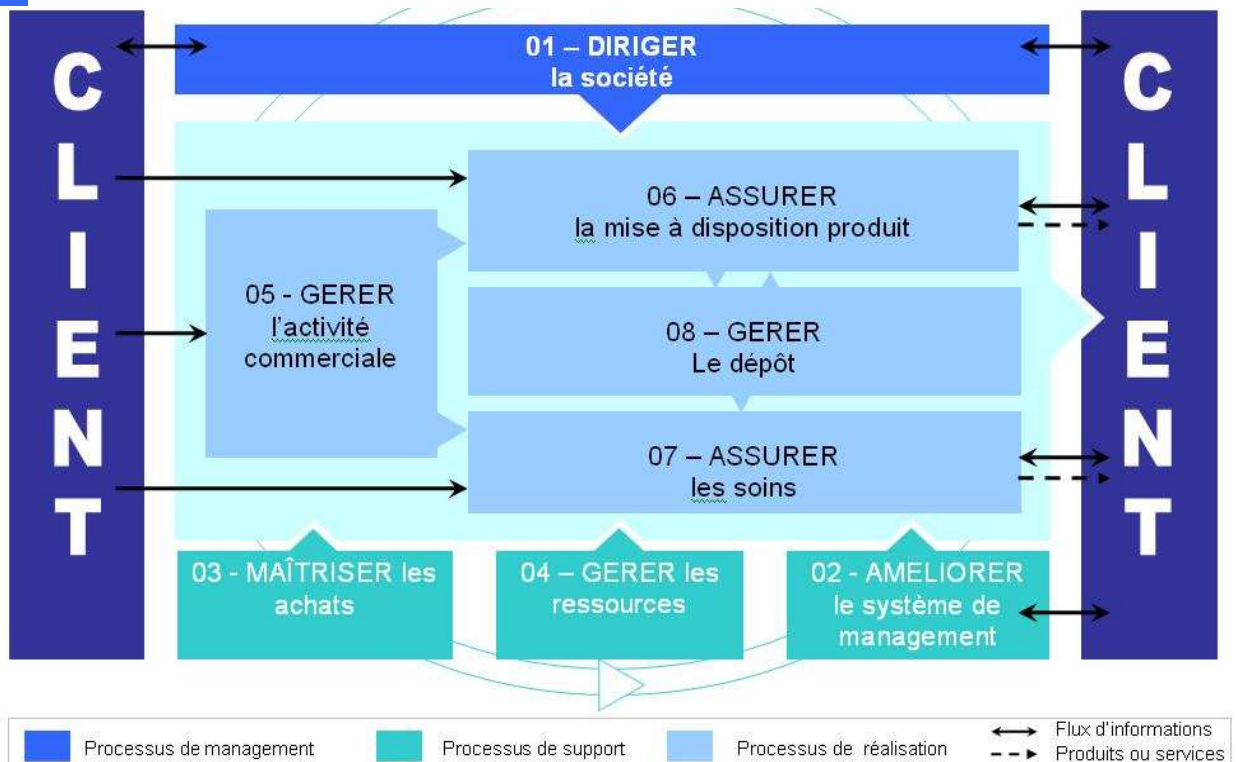 CLIENT
01 – DIRIGER
la société
CLIENT
06 – ASSURER
la mise à disposition produit
05 - GERER
l'activité
commerciale
08 – GERER
Le dépôt
07 – ASSURER
les soins
03 - MAÎTRISER les
achats
04 – GERER les
ressources
02 - AMELIORER
le système de
management
Processus de management
Processus de support
Processus de réalisation
Flux d'informations
Produits ou services